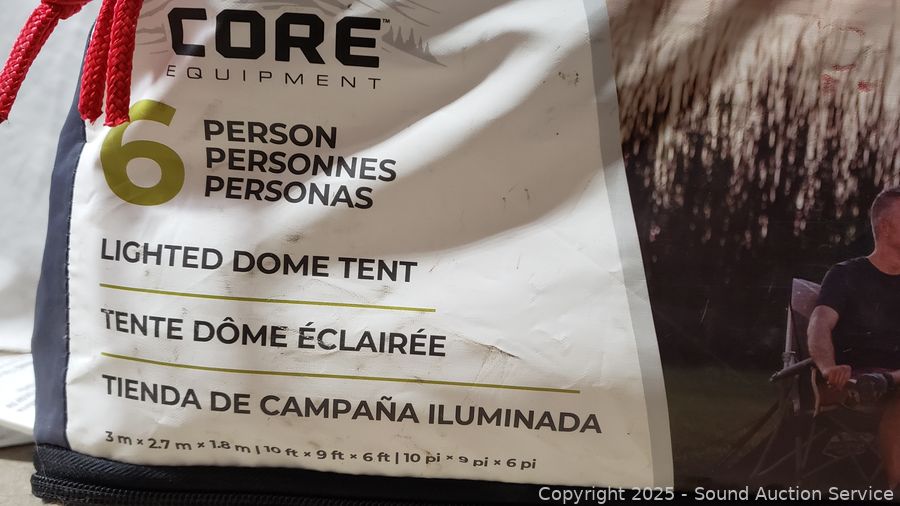 CORE™
EQUIPMENT
6
PERSON
PERSONNES
PERSONAS
LIGHTED DOME TENT
TENTE DÔME ÉCLAIRÉE
TIENDA DE CAMPAÑA ILUMINADA
3 m × 2.7 m × 1.8 m | 10 ft × 9 ft × 6 ft | 10 pi × 9 pi × 6 pi
Copyright 2025 - Sound Auction Service